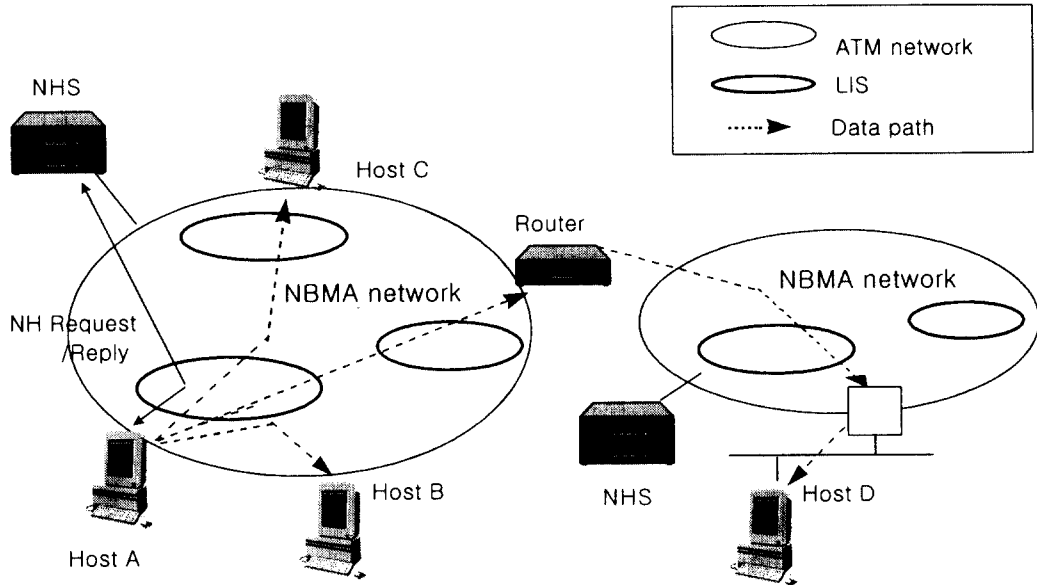 ATM network
LIS
Data path
NHS
Host C
Router
NBMA network
NBMA network
NH Request
/Reply
Host B
Host A
NHS
Host D